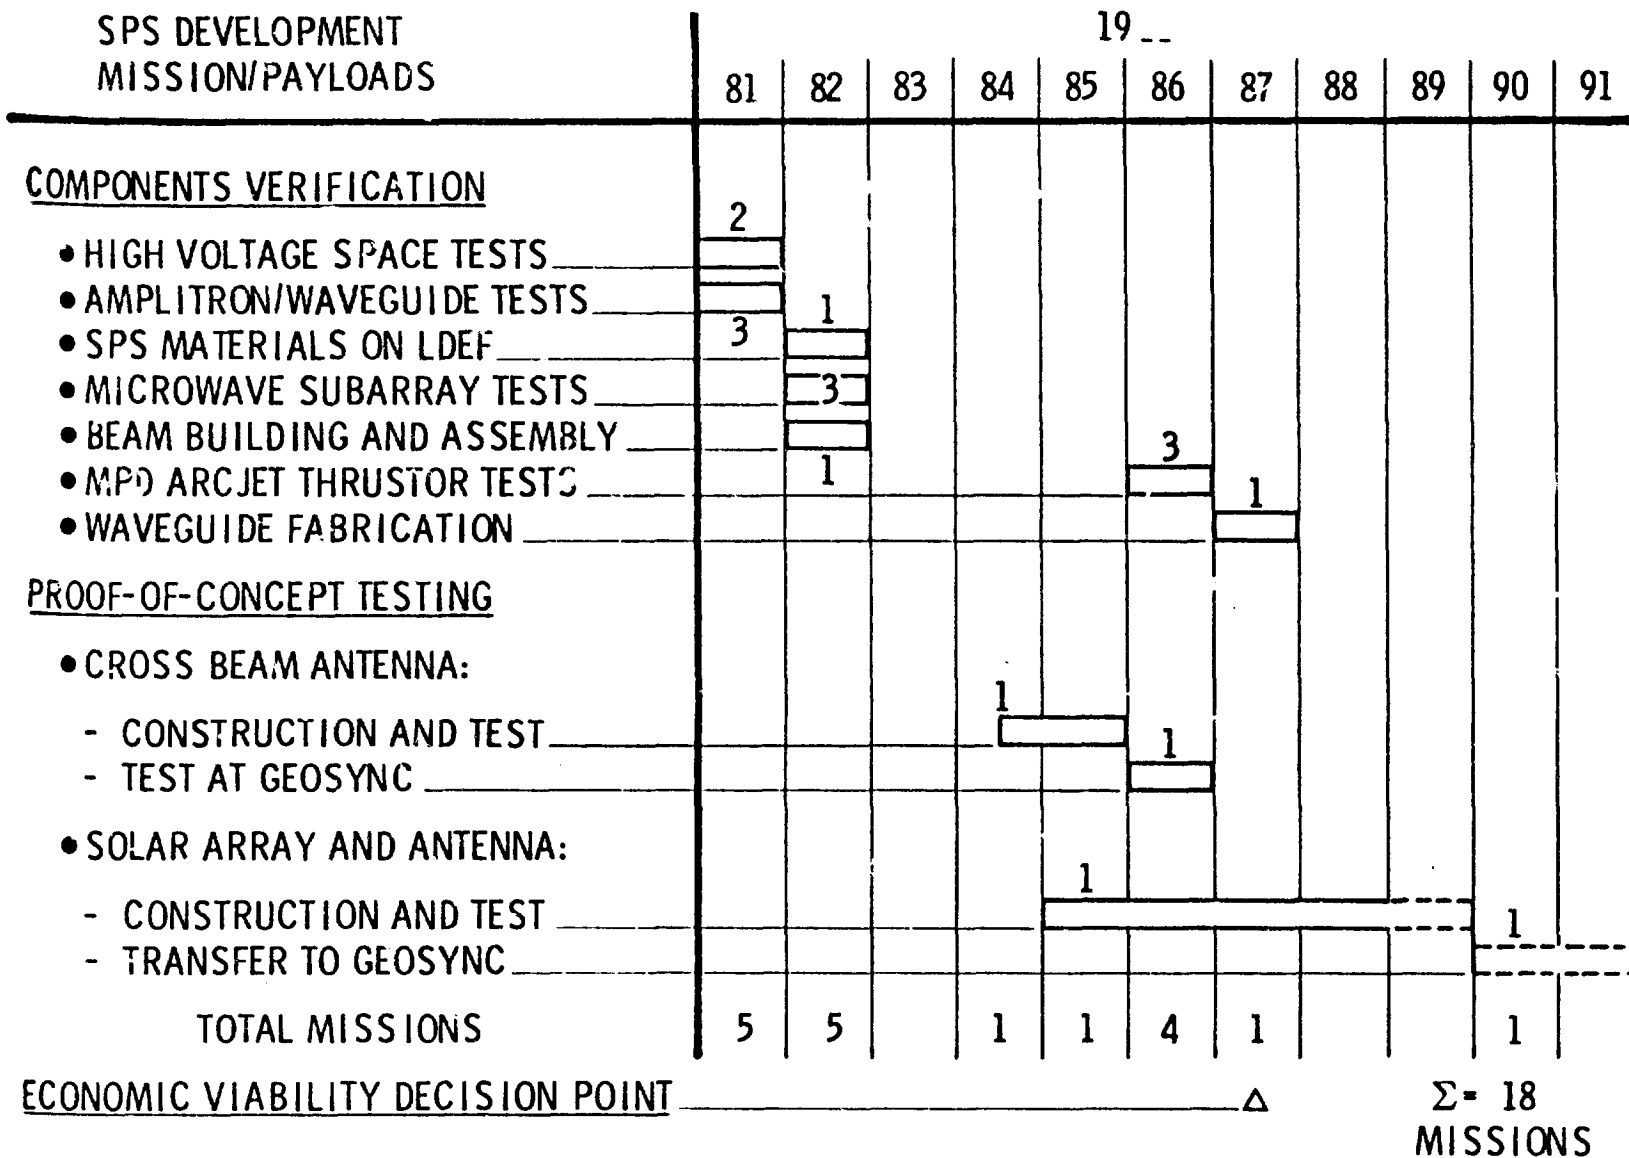 SPS DEVELOPMENT
MISSION/PAYLOADS
19 _ _
81 82 83 84 85 86 87 88 89 90 91
COMPONENTS VERIFICATION
2
• HIGH VOLTAGE SPACE TESTS
• AMPLITRON/WAVEGUIDE TESTS
3 1
• SPS MATERIALS ON LDEF
• MICROWAVE SUBARRAY TESTS 3
• BEAM BUILDING AND ASSEMBLY
1 3
• MPD ARCJET THRUSTOR TESTS
1
• WAVEGUIDE FABRICATION
PROOF-OF-CONCEPT TESTING
• CROSS BEAM ANTENNA:
1
- CONSTRUCTION AND TEST
1
- TEST AT GEOSYNC
• SOLAR ARRAY AND ANTENNA:
1
- CONSTRUCTION AND TEST
1
- TRANSFER TO GEOSYNC
TOTAL MISSIONS 5 5 1 1 4 1 1
ECONOMIC VIABILITY DECISION POINT Δ
Σ= 18
MISSIONS